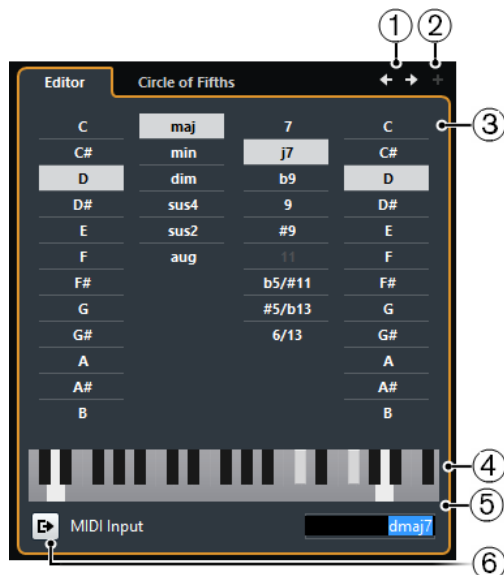 1 2
Editor Circle of Fifths
3
C maj 7 C
C# min j7 C#
D dim b9 D
D# sus4 9 D#
E sus2 #9 E
F aug 11 F
F# b5/#11 F#
G #5/b13 G
G# 6/13 G#
A A
A# A#
B B
4
5
MIDI Input dmaj7
6